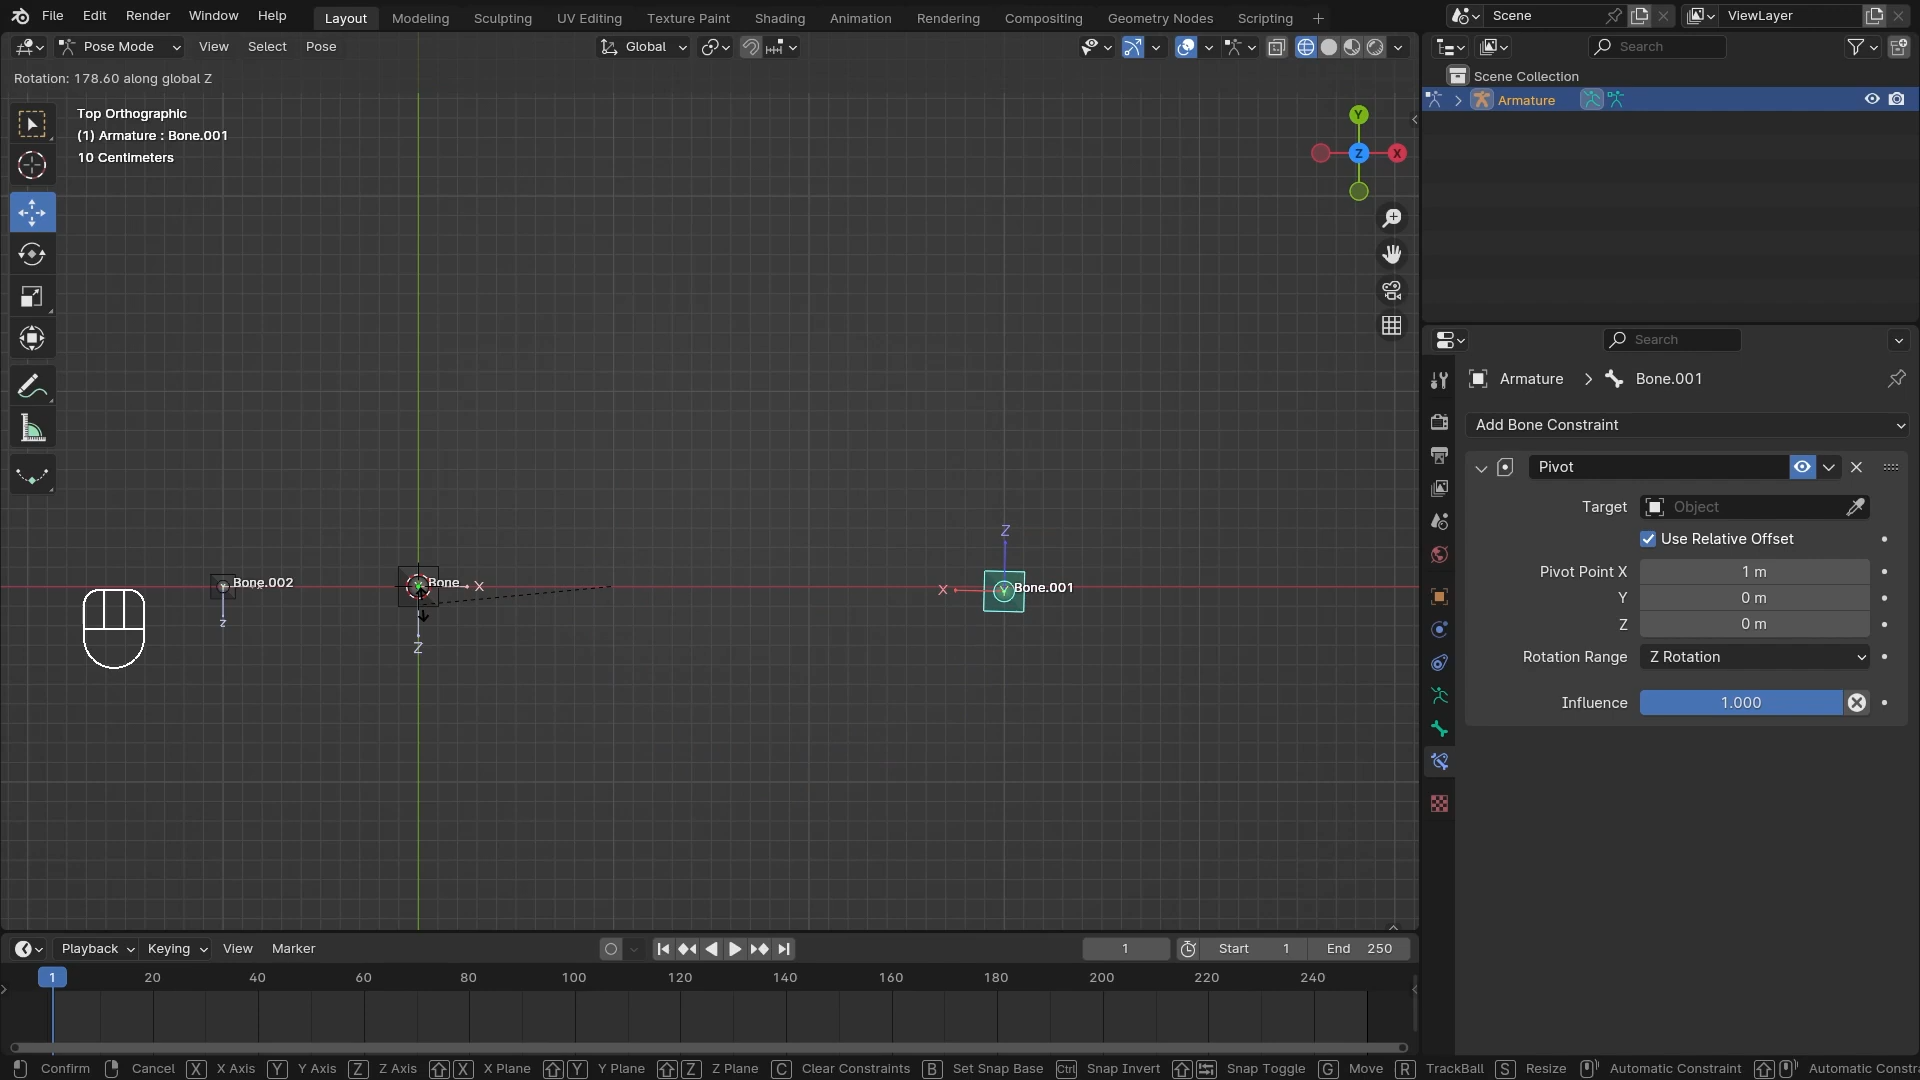 File Edit Render Window Help
Layout Modeling Sculpting UV Editing Texture Paint Shading Animation Rendering Compositing Geometry Nodes Scripting +
Scene
ViewLayer
Pose Mode View Select Pose
Global
Search
Rotation: 178.60 along global Z
Scene Collection
Armature
Top Orthographic
(1) Armature : Bone.001
10 Centimeters
Y
Z X
Search
Armature > Bone.001
Add Bone Constraint
Pivot
Target Object
Use Relative Offset
Pivot Point X 1 m
Y 0 m
Z 0 m
Rotation Range Z Rotation
Influence 1.000
Z
Bone.002
Bone X
X Y Bone.001
Z
Z
Playback Keying View Marker
1 Start 1 End 250
1 20 40 60 80 100 120 140 160 180 200 220 240
Confirm Cancel X X Axis Y Y Axis Z Z Axis X X Plane Y Y Plane Z Z Plane C Clear Constraints B Set Snap Base Ctrl Snap Invert Snap Toggle G Move R TrackBall S Resize Automatic Constraint Automatic Constra